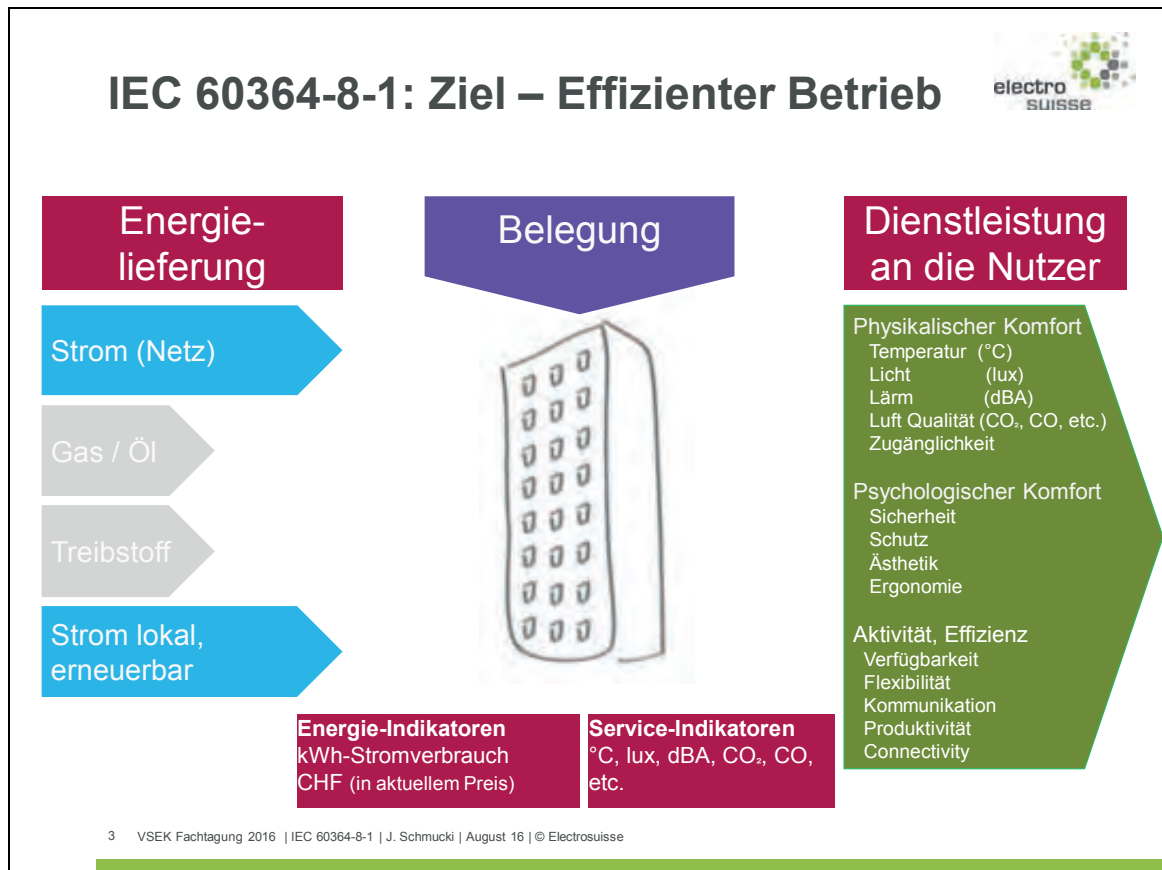 IEC 60364-8-1: Ziel – Effizienter Betrieb
electro
suisse
Energie-
lieferung
Strom (Netz)
Gas / Öl
Treibstoff
Strom lokal,
erneuerbar
Belegung
Dienstleistung
an die Nutzer
Physikalischer Komfort
Temperatur (°C)
Licht (lux)
Lärm (dBA)
Luft Qualität (CO₂, CO, etc.)
Zugänglichkeit
Psychologischer Komfort
Sicherheit
Schutz
Ästhetik
Ergonomie
Aktivität, Effizienz
Verfügbarkeit
Flexibilität
Kommunikation
Produktivität
Connectivity
Energie-Indikatoren
kWh-Stromverbrauch
CHF (in aktuellem Preis)
Service-Indikatoren
°C, lux, dBA, CO₂, CO,
etc.
3 VSEK Fachtagung 2016 | IEC 60364-8-1 | J. Schmucki | August 16 | © Electrosuisse